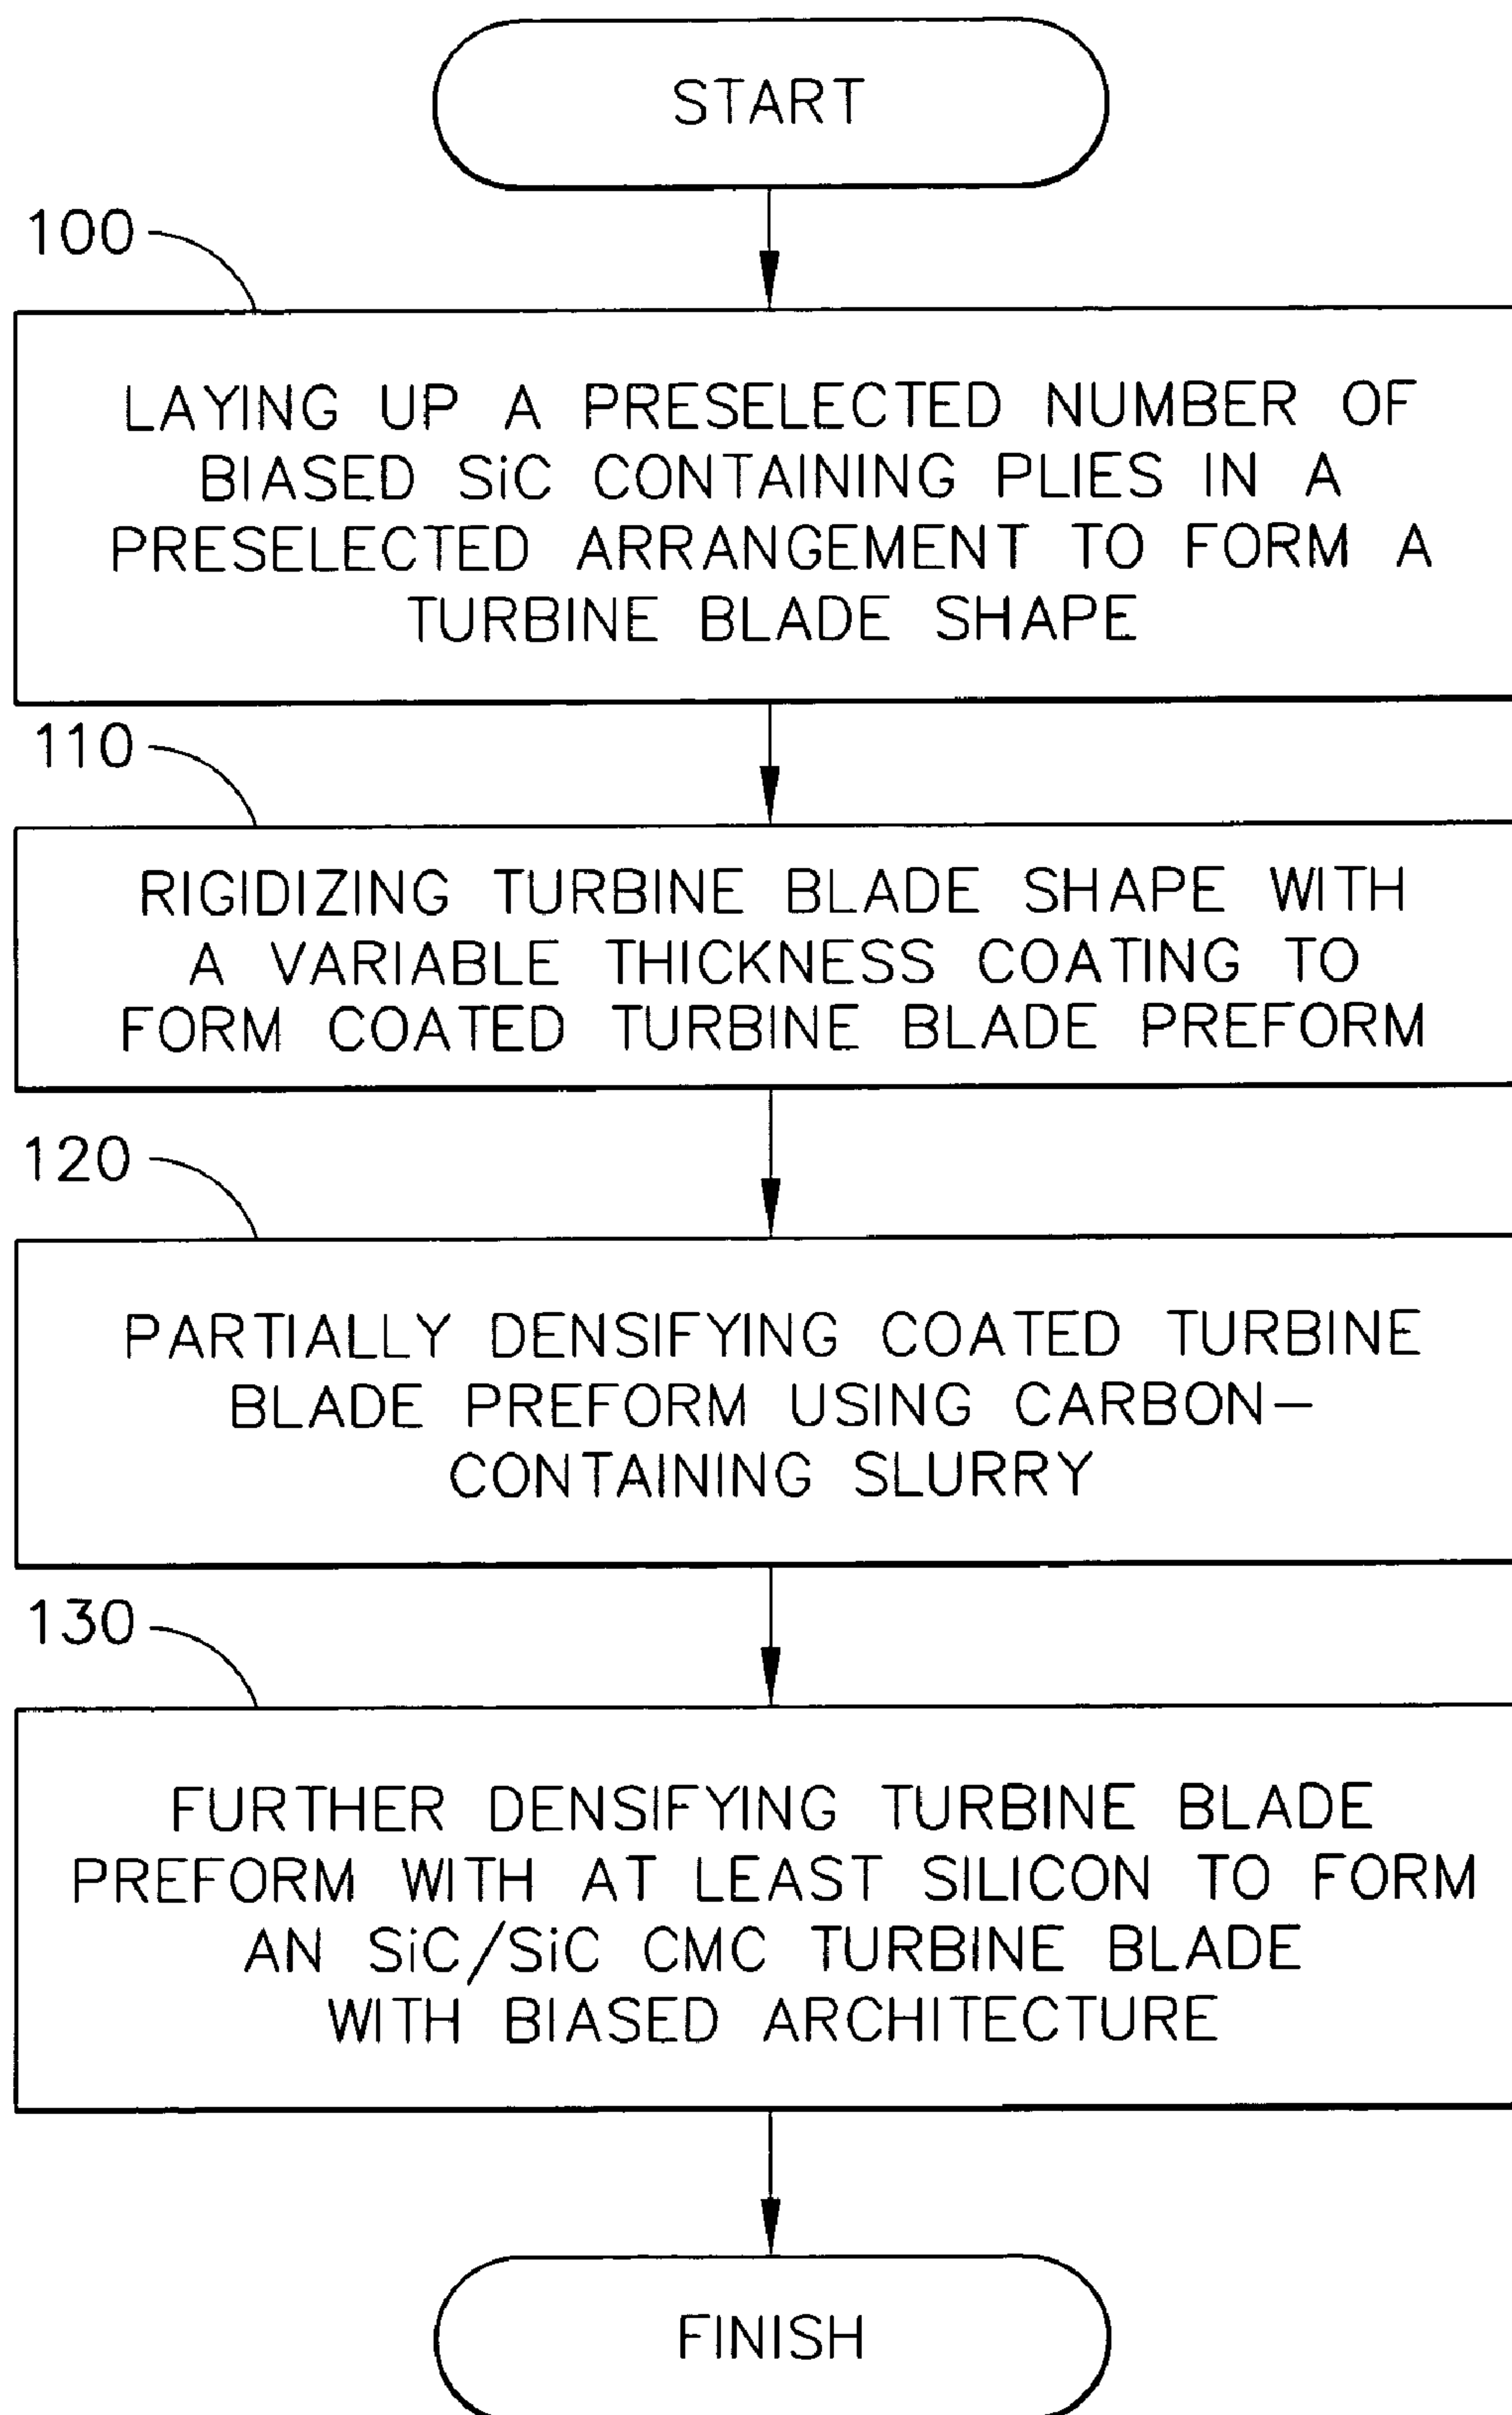 START
100
LAYING UP A PRESELECTED NUMBER OF
BIASED SiC CONTAINING PLIES IN A
PRESELECTED ARRANGEMENT TO FORM A
TURBINE BLADE SHAPE
110
RIGIDIZING TURBINE BLADE SHAPE WITH
A VARIABLE THICKNESS COATING TO
FORM COATED TURBINE BLADE PREFORM
120
PARTIALLY DENSIFYING COATED TURBINE
BLADE PREFORM USING CARBON–
CONTAINING SLURRY
130
FURTHER DENSIFYING TURBINE BLADE
PREFORM WITH AT LEAST SILICON TO FORM
AN SiC/SiC CMC TURBINE BLADE
WITH BIASED ARCHITECTURE
FINISH